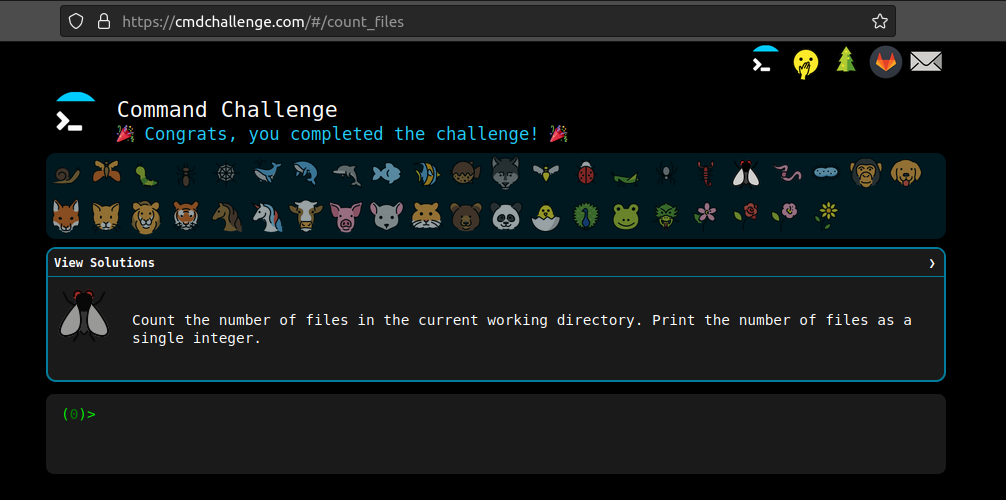 https://cmdchallenge.com/#/count_files
Command Challenge
🎉 Congrats, you completed the challenge! 🎉
View Solutions
Count the number of files in the current working directory. Print the number of files as a
single integer.
(0)>